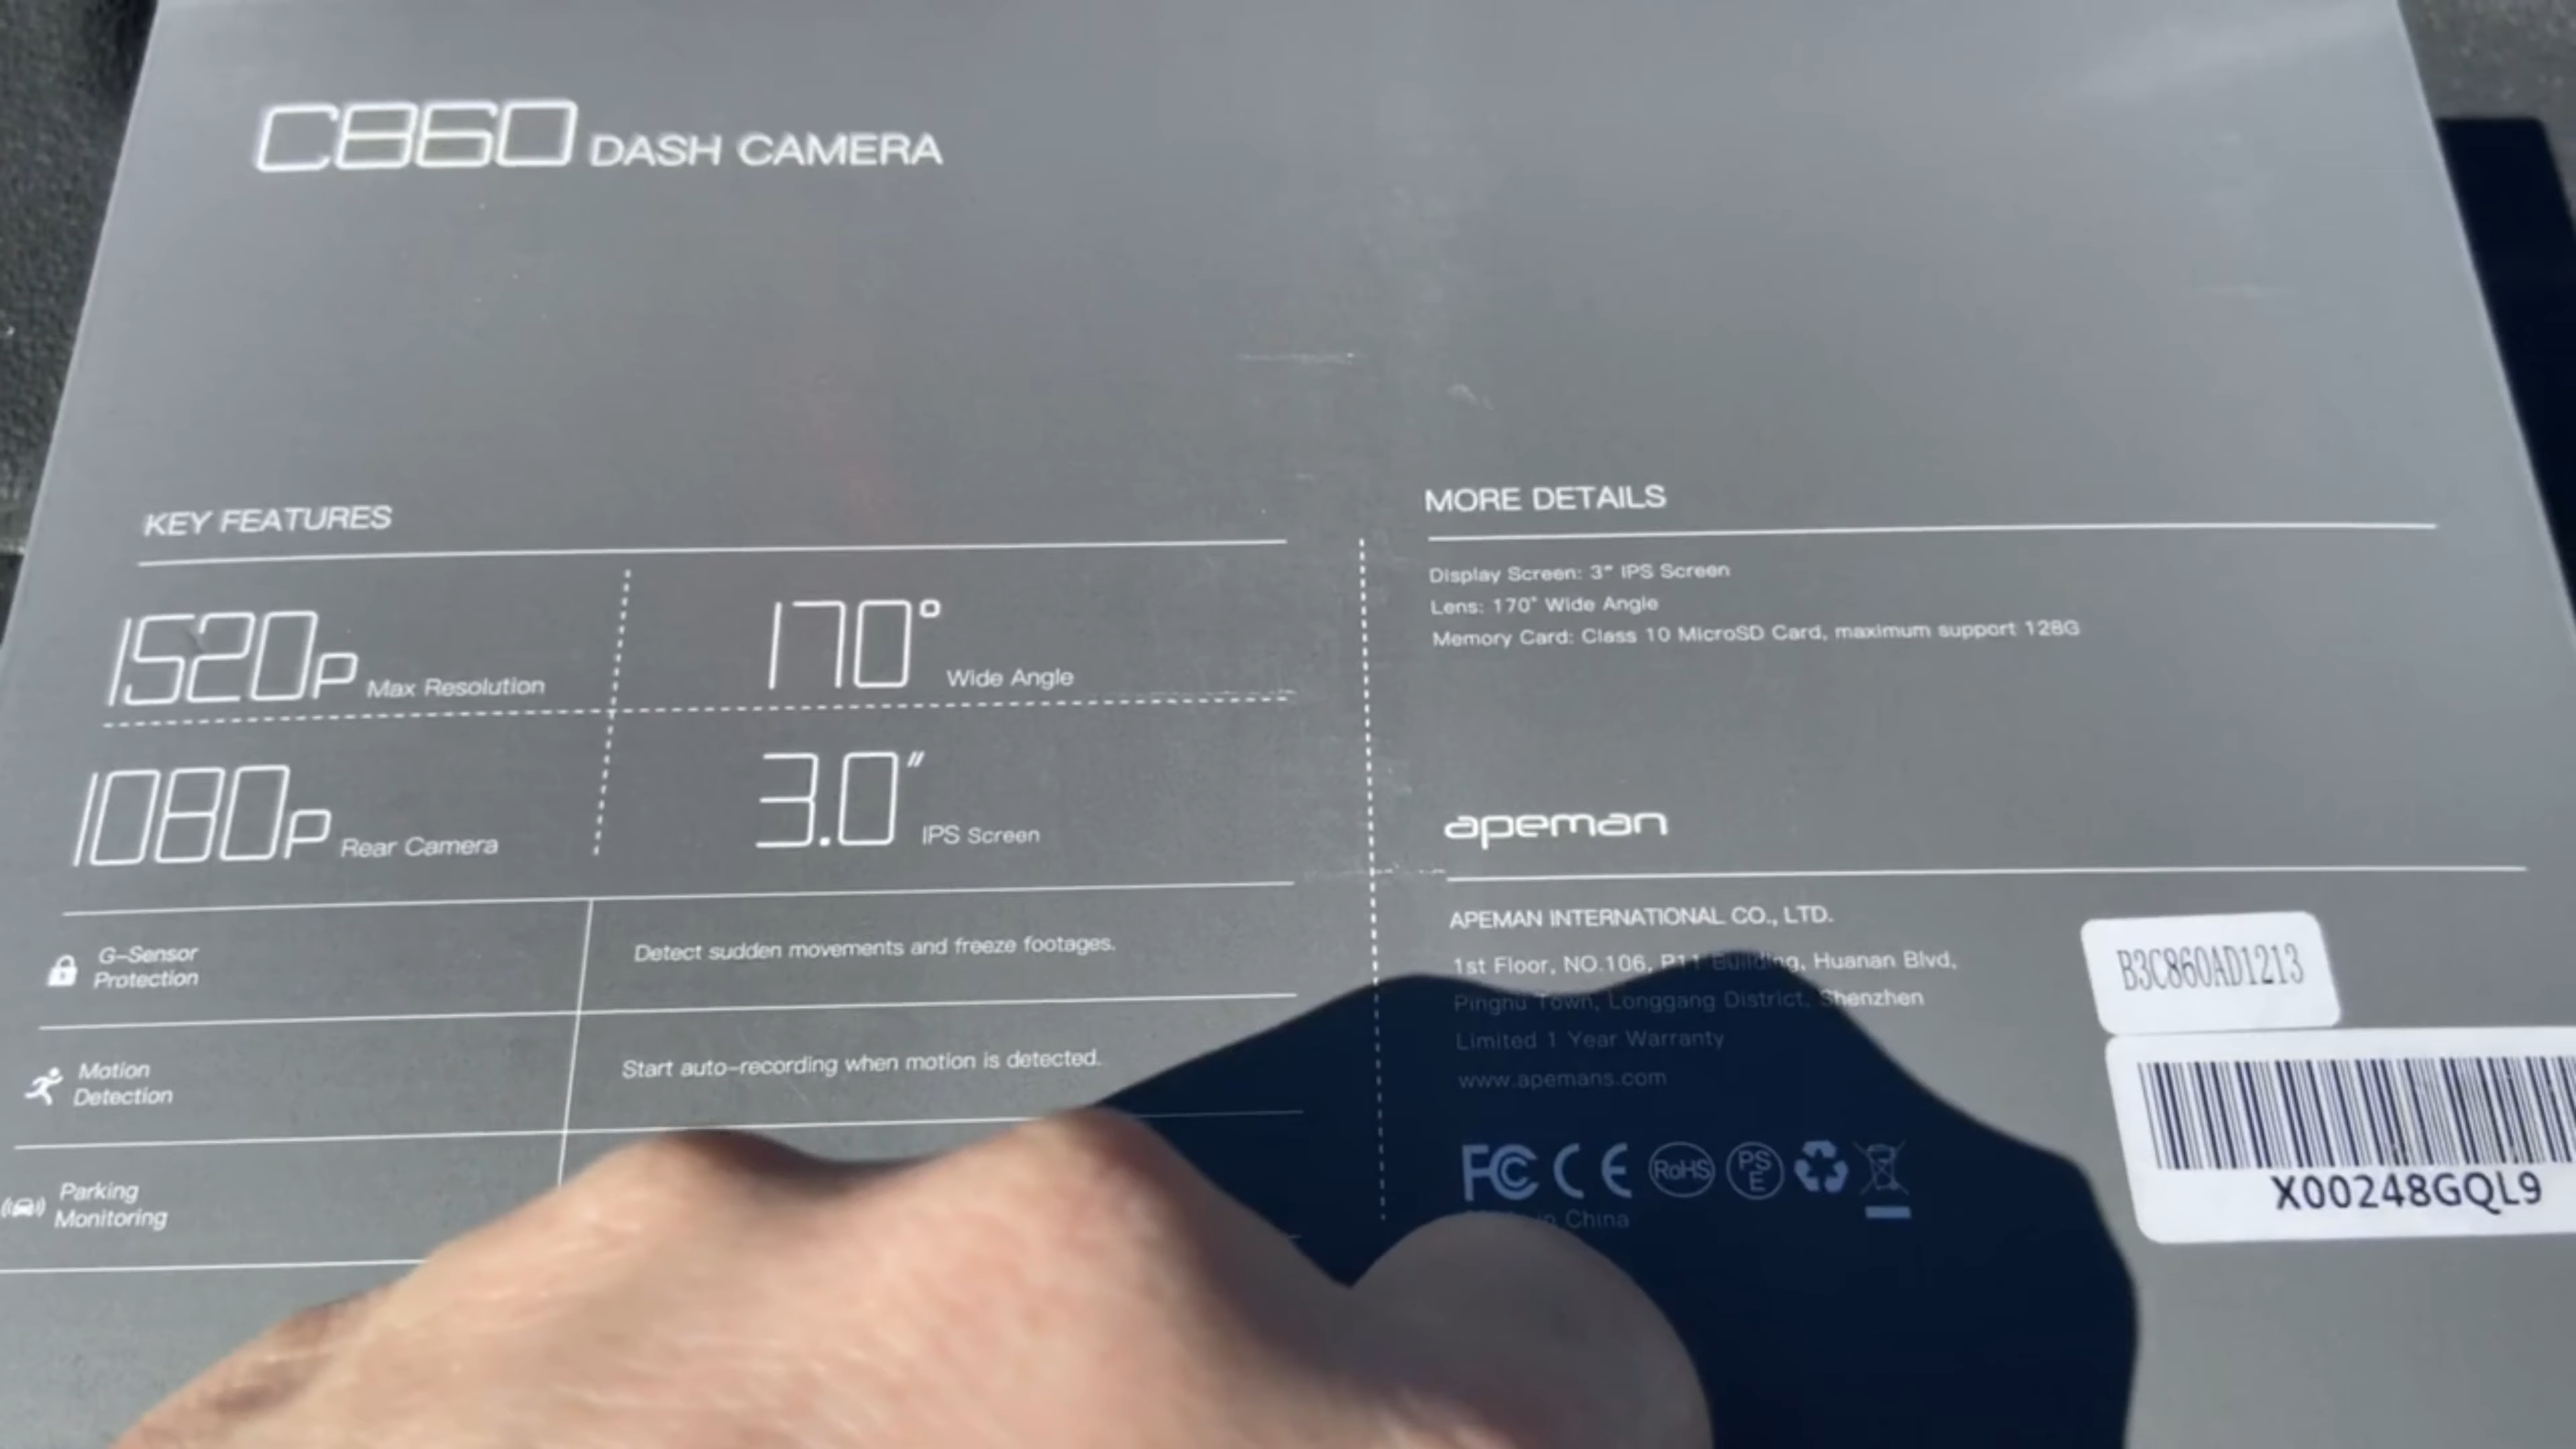 C860 DASH CAMERA
KEY FEATURES
1520P Max Resolution
170° Wide Angle
1080P Rear Camera
3.0" IPS Screen
G-Sensor
Protection
Detect sudden movements and freeze footages.
Motion
Detection
Start auto-recording when motion is detected.
Parking
Monitoring
MORE DETAILS
Display Screen: 3" IPS Screen
Lens: 170° Wide Angle
Memory Card: Class 10 MicroSD Card, maximum support 128G
apeman
APEMAN INTERNATIONAL CO., LTD.
1st Floor, NO.106, P11 Building, Huanan Blvd,
Pinghu Town, Longgang District, Shenzhen
Limited 1 Year Warranty
www.apemans.com
FC CE RoHS PSE
in China
B3C860AD1213
X00248GQL9